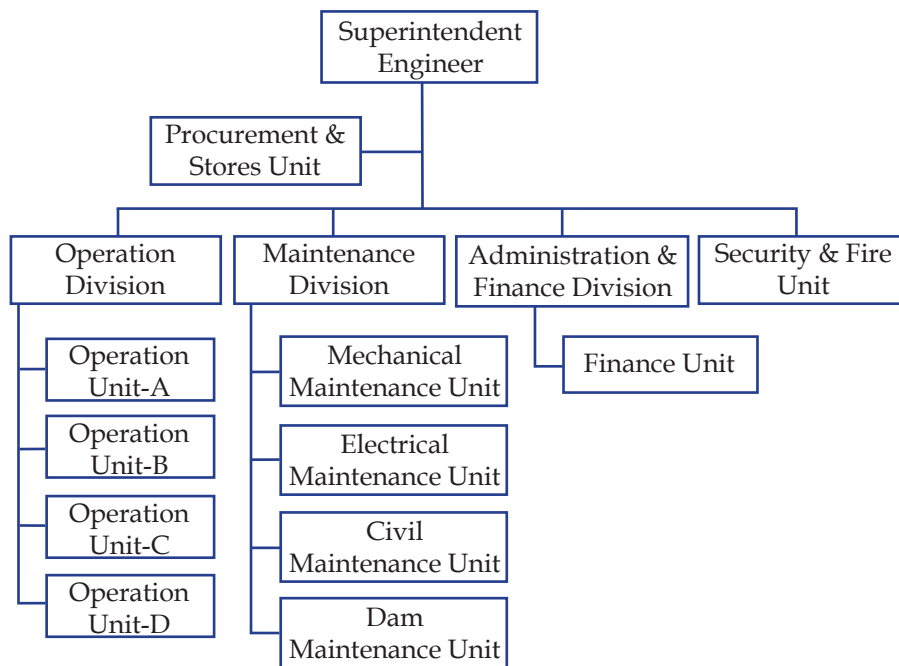 Superintendent
Engineer
Procurement &
Stores Unit
Operation
Division
Maintenance
Division
Administration &
Finance Division
Security & Fire
Unit
Operation
Unit-A
Operation
Unit-B
Operation
Unit-C
Operation
Unit-D
Mechanical
Maintenance Unit
Electrical
Maintenance Unit
Civil
Maintenance Unit
Dam
Maintenance Unit
Finance Unit